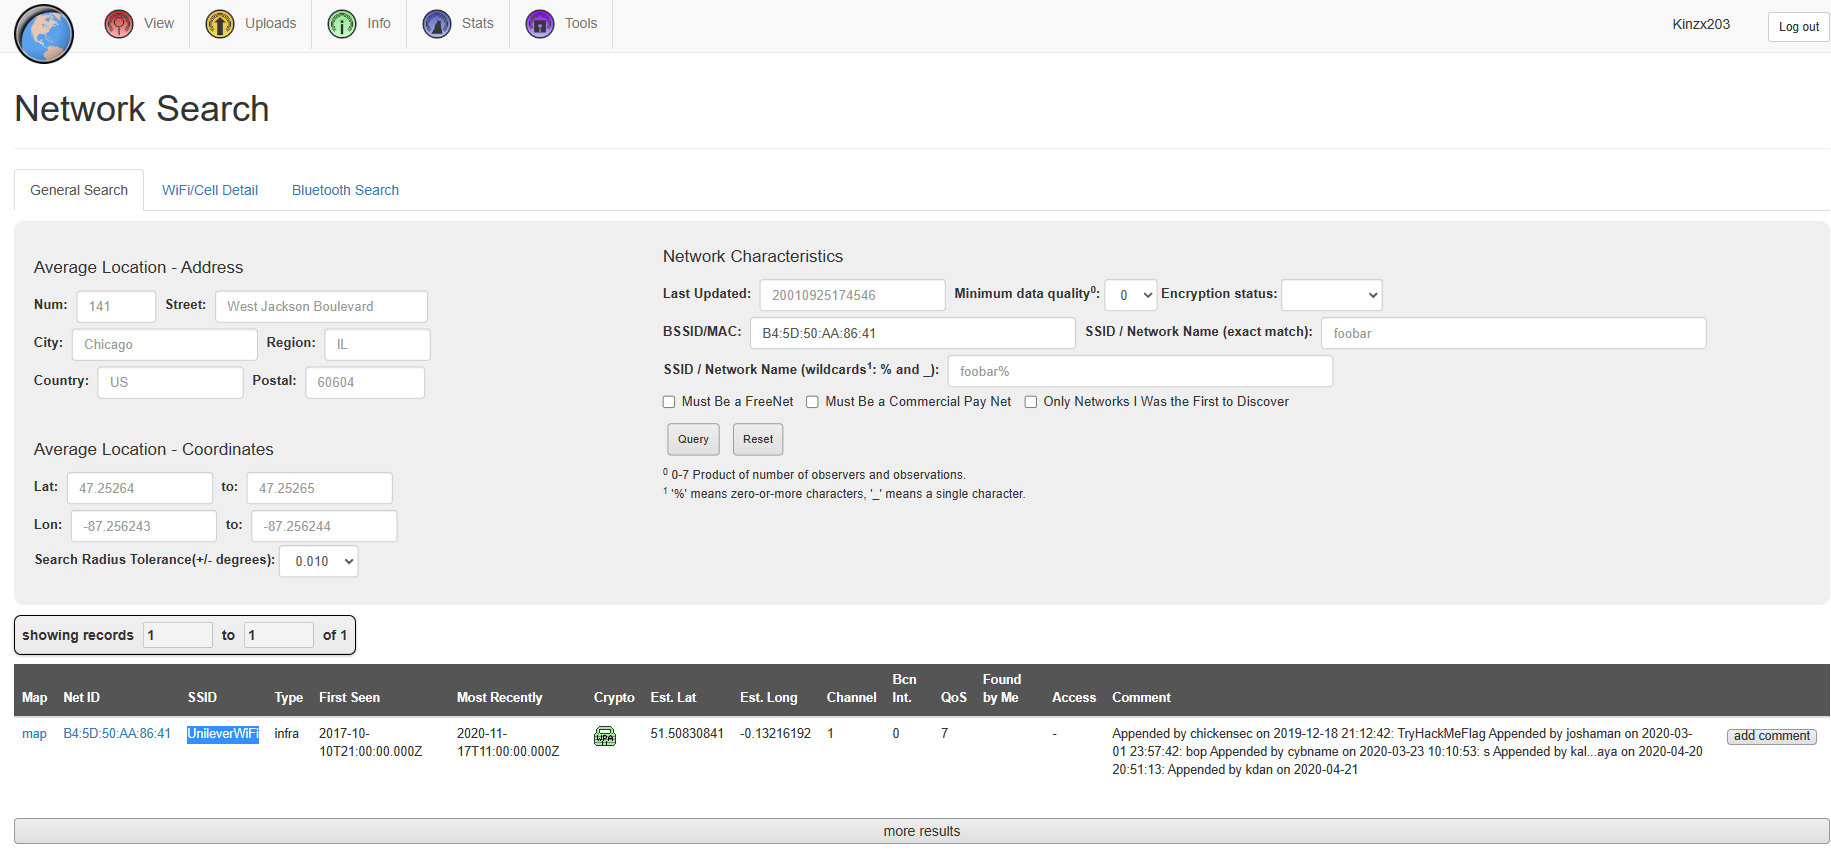 View
Uploads
Info
Stats
Tools
Kinzx203
Log out
Network Search
General Search
WiFi/Cell Detail
Bluetooth Search
Average Location - Address
Num: 141 Street: West Jackson Boulevard
City: Chicago Region: IL
Country: US Postal: 60604
Average Location - Coordinates
Lat: 47.25264 to: 47.25265
Lon: -87.256243 to: -87.256244
Search Radius Tolerance(+/- degrees): 0.010
Network Characteristics
Last Updated: 20010925174546 Minimum data quality0: 0 Encryption status:
BSSID/MAC: B4:5D:50:AA:86:41 SSID / Network Name (exact match): foobar
SSID / Network Name (wildcards1: % and _): foobar%
Must Be a FreeNet Must Be a Commercial Pay Net Only Networks I Was the First to Discover
Query Reset
0 0-7 Product of number of observers and observations.
1 '%' means zero-or-more characters, '_' means a single character.
showing records 1 to 1 of 1
Map Net ID SSID Type First Seen Most Recently Crypto Est. Lat Est. Long Channel Bcn Int. QoS Found by Me Access Comment
map B4:5D:50:AA:86:41 UnileverWiFi infra 2017-10-10T21:00:00.000Z 2020-11-17T11:00:00.000Z WPA 51.50830841 -0.13216192 1 0 7 -
Appended by chickensec on 2019-12-18 21:12:42: TryHackMeFlag Appended by joshaman on 2020-03-
01 23:57:42: bop Appended by cybname on 2020-03-23 10:10:53: s Appended by kal...aya on 2020-04-20
20:51:13: Appended by kdan on 2020-04-21
add comment
more results